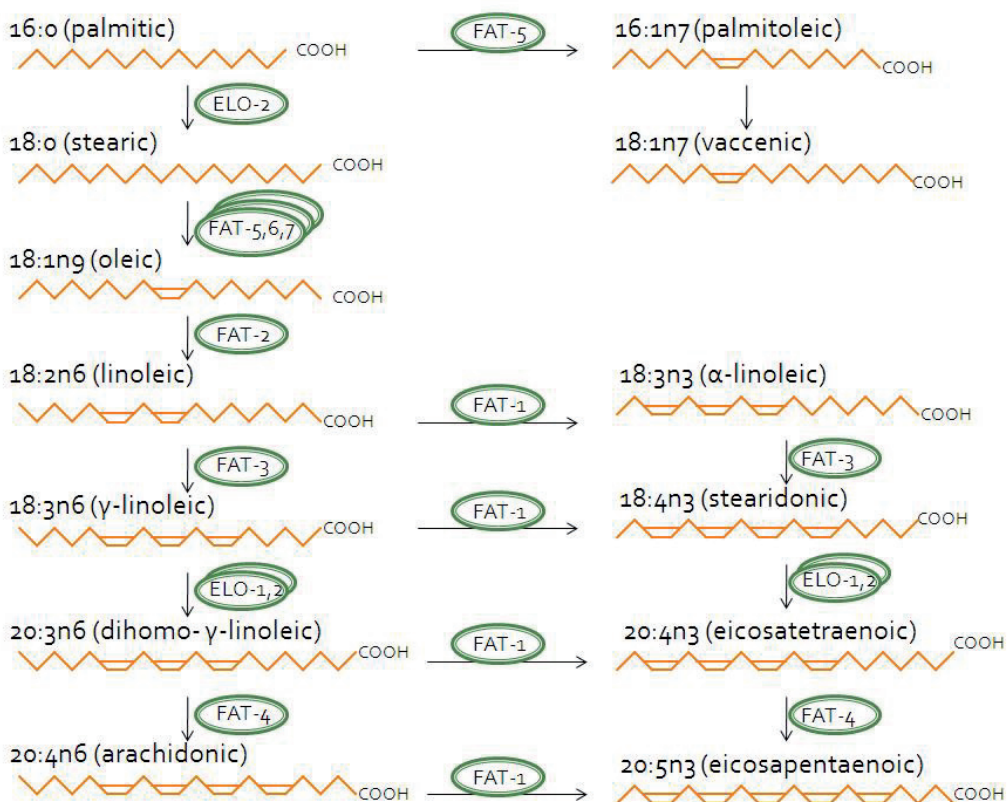 16:0 (palmitic)
COOH
FAT-5
16:1n7 (palmitoleic)
COOH
ELO-2
18:0 (stearic)
COOH
18:1n7 (vaccenic)
COOH
FAT-5,6,7
18:1n9 (oleic)
COOH
FAT-2
18:2n6 (linoleic)
COOH
FAT-1
18:3n3 (α-linoleic)
COOH
FAT-3
FAT-3
18:3n6 (γ-linoleic)
COOH
FAT-1
18:4n3 (stearidonic)
COOH
ELO-1,2
ELO-1,2
20:3n6 (dihomo- γ-linoleic)
COOH
FAT-1
20:4n3 (eicosatetraenoic)
COOH
FAT-4
FAT-4
20:4n6 (arachidonic)
COOH
FAT-1
20:5n3 (eicosapentaenoic)
COOH